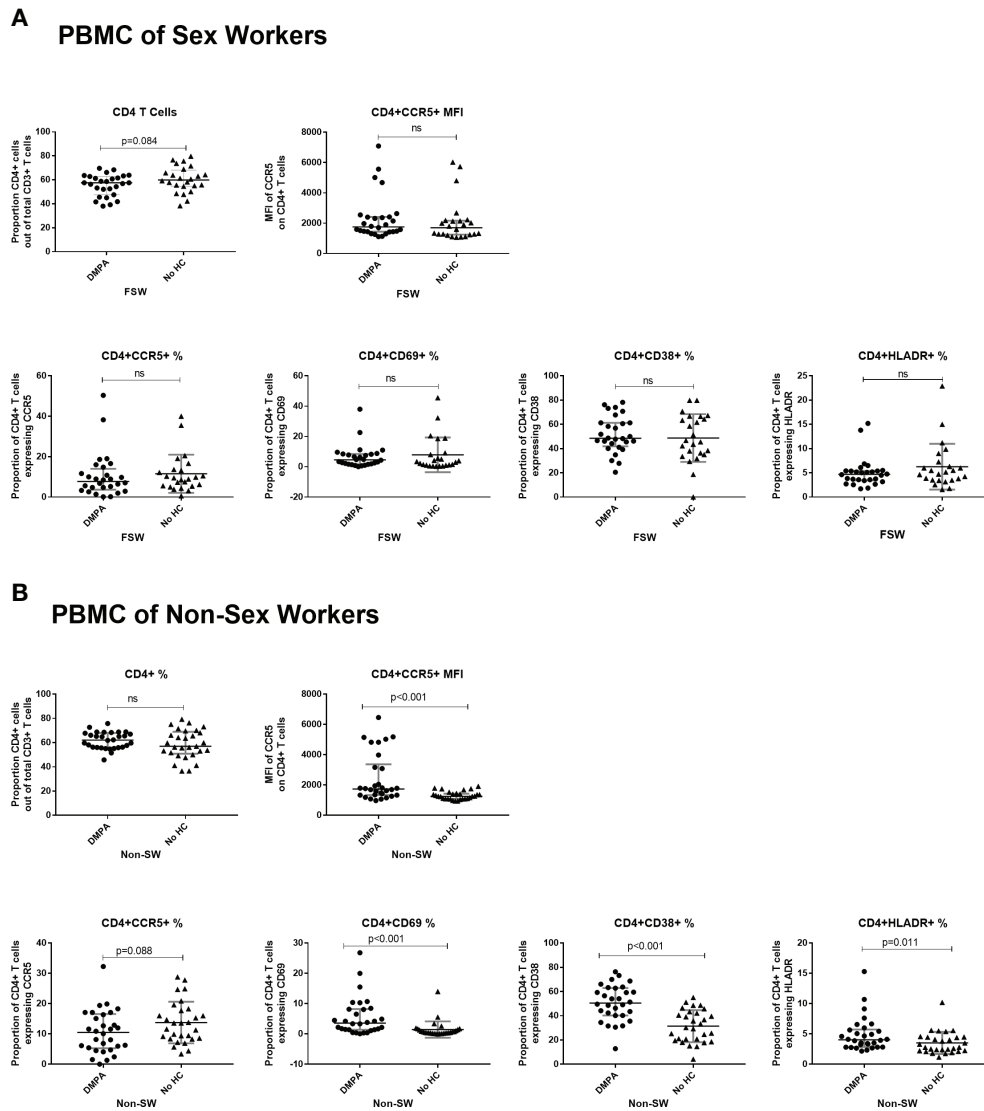 A
PBMC of Sex Workers
CD4 T Cells
p=0.084
Proportion CD4+ cells
out of total CD3+ T cells
100
80
60
40
20
0
DMPA
No HC
FSW
CD4+CCR5+ MFI
ns
MFI of CCR5
on CD4+ T cells
8000
6000
4000
2000
0
DMPA
No HC
FSW
CD4+CCR5+ %
ns
Proportion of CD4+ T cells
expressing CCR5
60
40
20
0
DMPA
No HC
FSW
CD4+CD69+ %
ns
Proportion of CD4+ T cells
expressing CD69
60
40
20
0
-20
DMPA
No HC
FSW
CD4+CD38+ %
ns
Proportion of CD4+ T cells
expressing CD38
100
80
60
40
20
0
DMPA
No HC
FSW
CD4+HLADR+ %
ns
Proportion of CD4+ T cells
expressing HLADR
25
20
15
10
5
0
DMPA
No HC
FSW
B
PBMC of Non-Sex Workers
CD4+ %
ns
Proportion CD4+ cells
out of total CD3+ T cells
100
80
60
40
20
0
DMPA
No HC
Non-SW
CD4+CCR5+ MFI
p<0.001
MFI of CCR5
on CD4+ T cells
8000
6000
4000
2000
0
DMPA
No HC
Non-SW
CD4+CCR5+ %
p=0.088
Proportion of CD4+ T cells
expressing CCR5
40
30
20
10
0
DMPA
No HC
Non-SW
CD4+CD69 %
p<0.001
Proportion of CD4+ T cells
expressing CD69
30
20
10
0
-10
DMPA
No HC
Non-SW
CD4+CD38+ %
p<0.001
Proportion of CD4+ T cells
expressing CD38
100
80
60
40
20
0
DMPA
No HC
Non-SW
CD4+HLADR+ %
p=0.011
Proportion of CD4+ T cells
expressing HLADR
20
15
10
5
0
DMPA
No HC
Non-SW